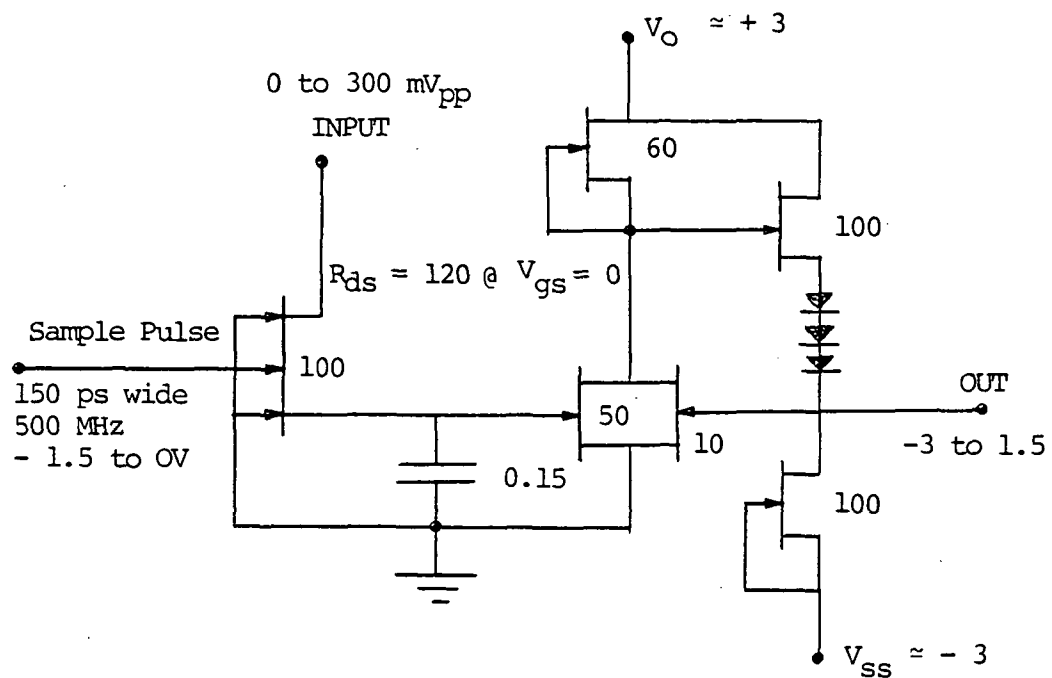 V_O ≃ + 3
0 to 300 mV_pp
INPUT
60
100
R_ds = 120 @ V_gs = 0
Sample Pulse
100
150 ps wide
500 MHz
- 1.5 to OV
50
10
OUT
-3 to 1.5
0.15
100
V_ss ≃ - 3